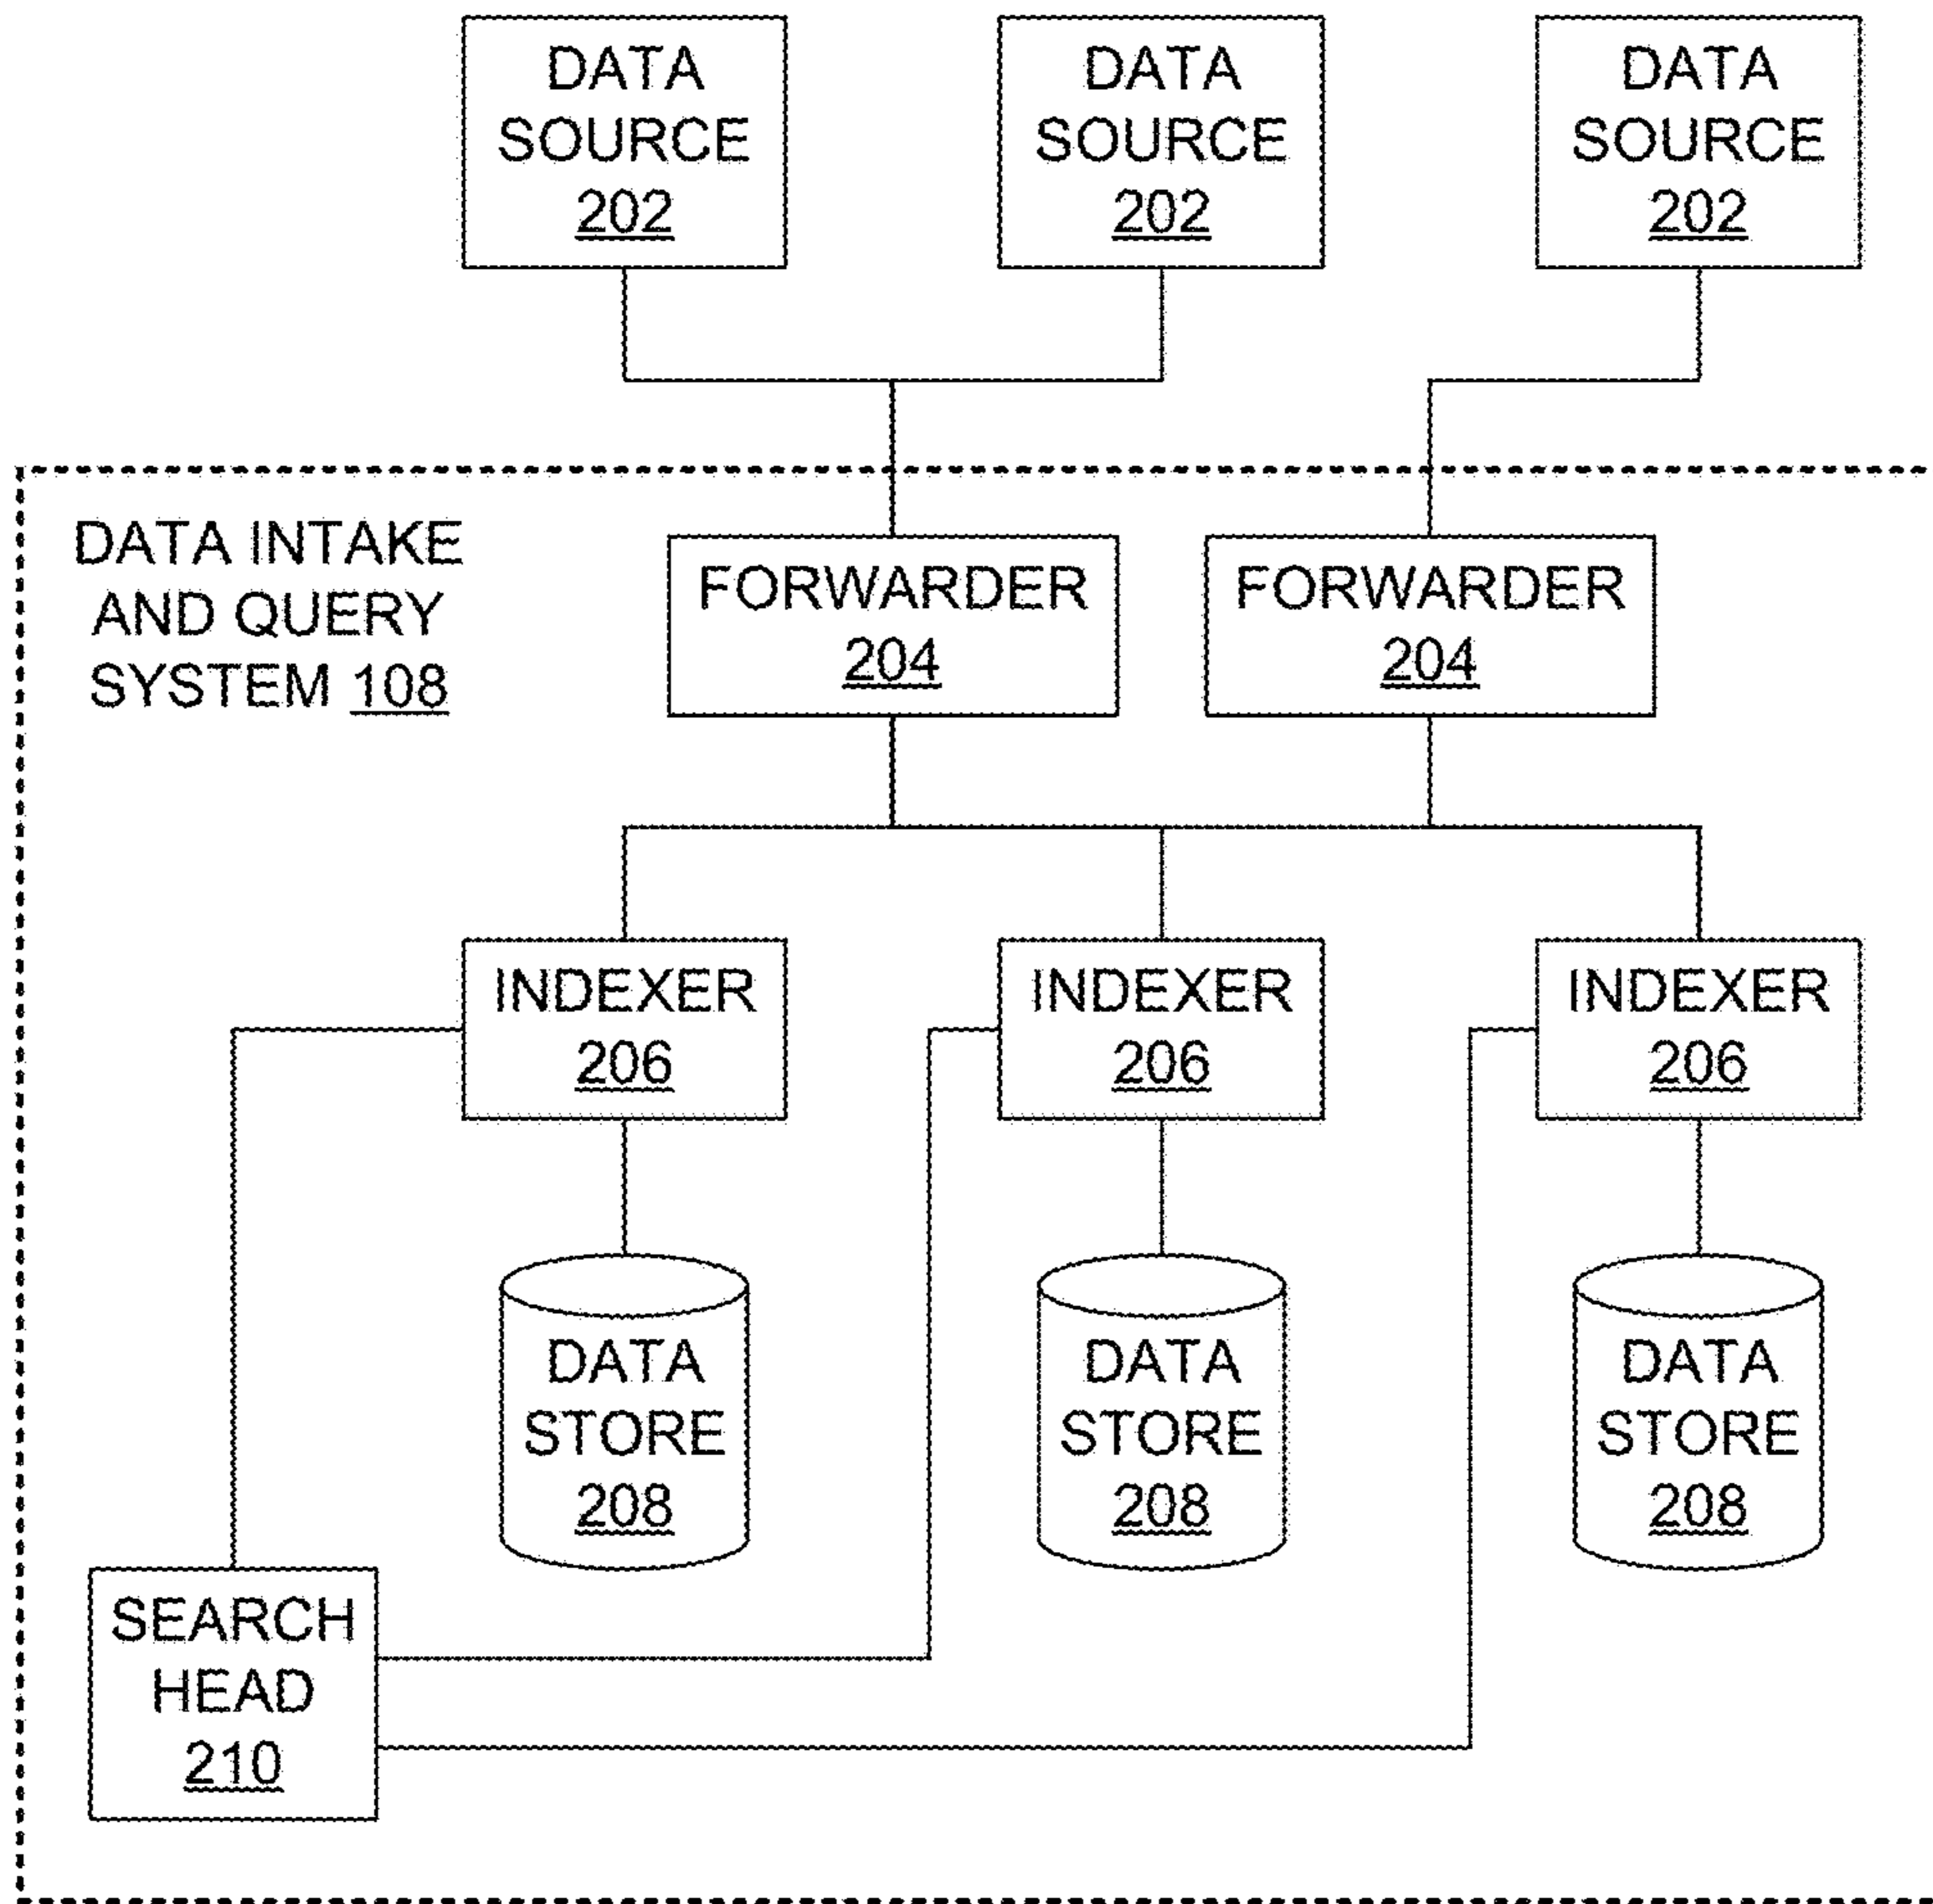 DATA
SOURCE
202
DATA
SOURCE
202
DATA
SOURCE
202
DATA INTAKE
AND QUERY
SYSTEM 108
FORWARDER
204
FORWARDER
204
INDEXER
206
INDEXER
206
INDEXER
206
DATA
STORE
208
DATA
STORE
208
DATA
STORE
208
SEARCH
HEAD
210